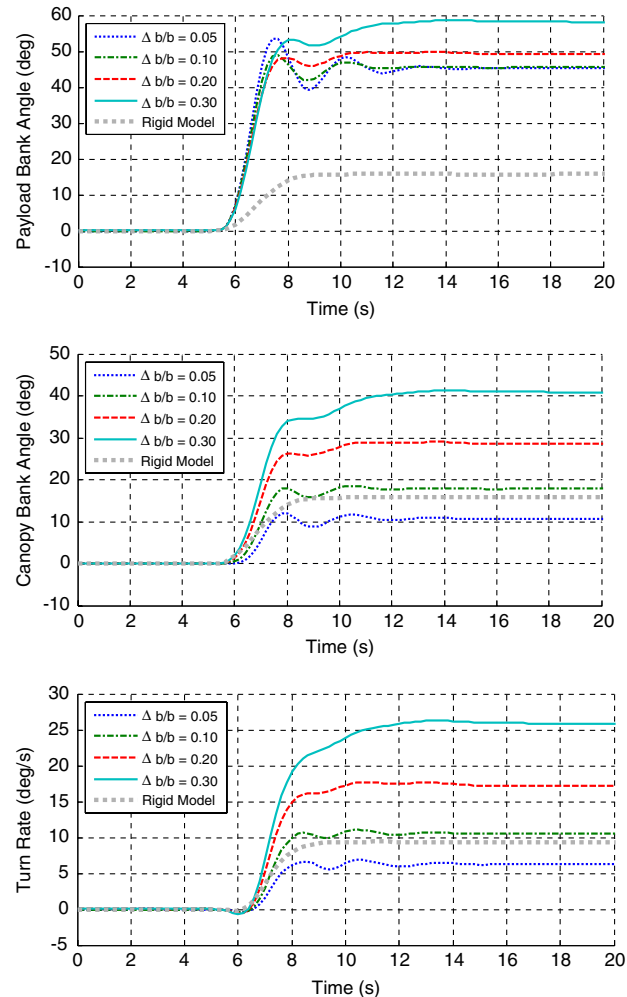 60
50
40
30
20
10
0
-10
Payload Bank Angle (deg)
Δ b/b = 0.05
Δ b/b = 0.10
Δ b/b = 0.20
Δ b/b = 0.30
Rigid Model
0 2 4 6 8 10 12 14 16 18 20
Time (s)
50
40
30
20
10
0
-10
Canopy Bank Angle (deg)
Δ b/b = 0.05
Δ b/b = 0.10
Δ b/b = 0.20
Δ b/b = 0.30
Rigid Model
0 2 4 6 8 10 12 14 16 18 20
Time (s)
30
25
20
15
10
5
0
-5
Turn Rate (deg/s)
Δ b/b = 0.05
Δ b/b = 0.10
Δ b/b = 0.20
Δ b/b = 0.30
Rigid Model
0 2 4 6 8 10 12 14 16 18 20
Time (s)